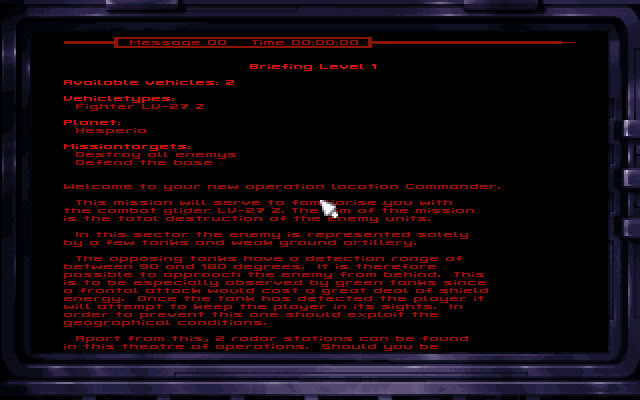 Message 00 Time 00:00:00
Briefing Level 1
Available vehicles: 2
Vehicletypes:
Fighter LV-27 Z
Planet:
Hesperia
Missiontargets:
Destroy all enemys
Defend the base
Welcome to your new operation location Commander.
This mission will serve to familiarise you with
the combat glider LV-27 Z. The of the mission
is the total destruction of the enemy units.
In this sector the enemy is represented solely
by a few tanks and weak ground artillery.
The opposing tanks have a detection range of
between 90 and 180 degrees. It is therefore
possible to approach the enemy from behind. This
is to be especially observed by green tanks since
a frontal attack would cost a great deal of shield
energy. Once the tank has detected the player it
will attempt to keep the player in its sights. In
order to prevent this one should exploit the
geographical conditions.
Apart from this, 2 radar stations can be found
in this theatre of operations. Should you be